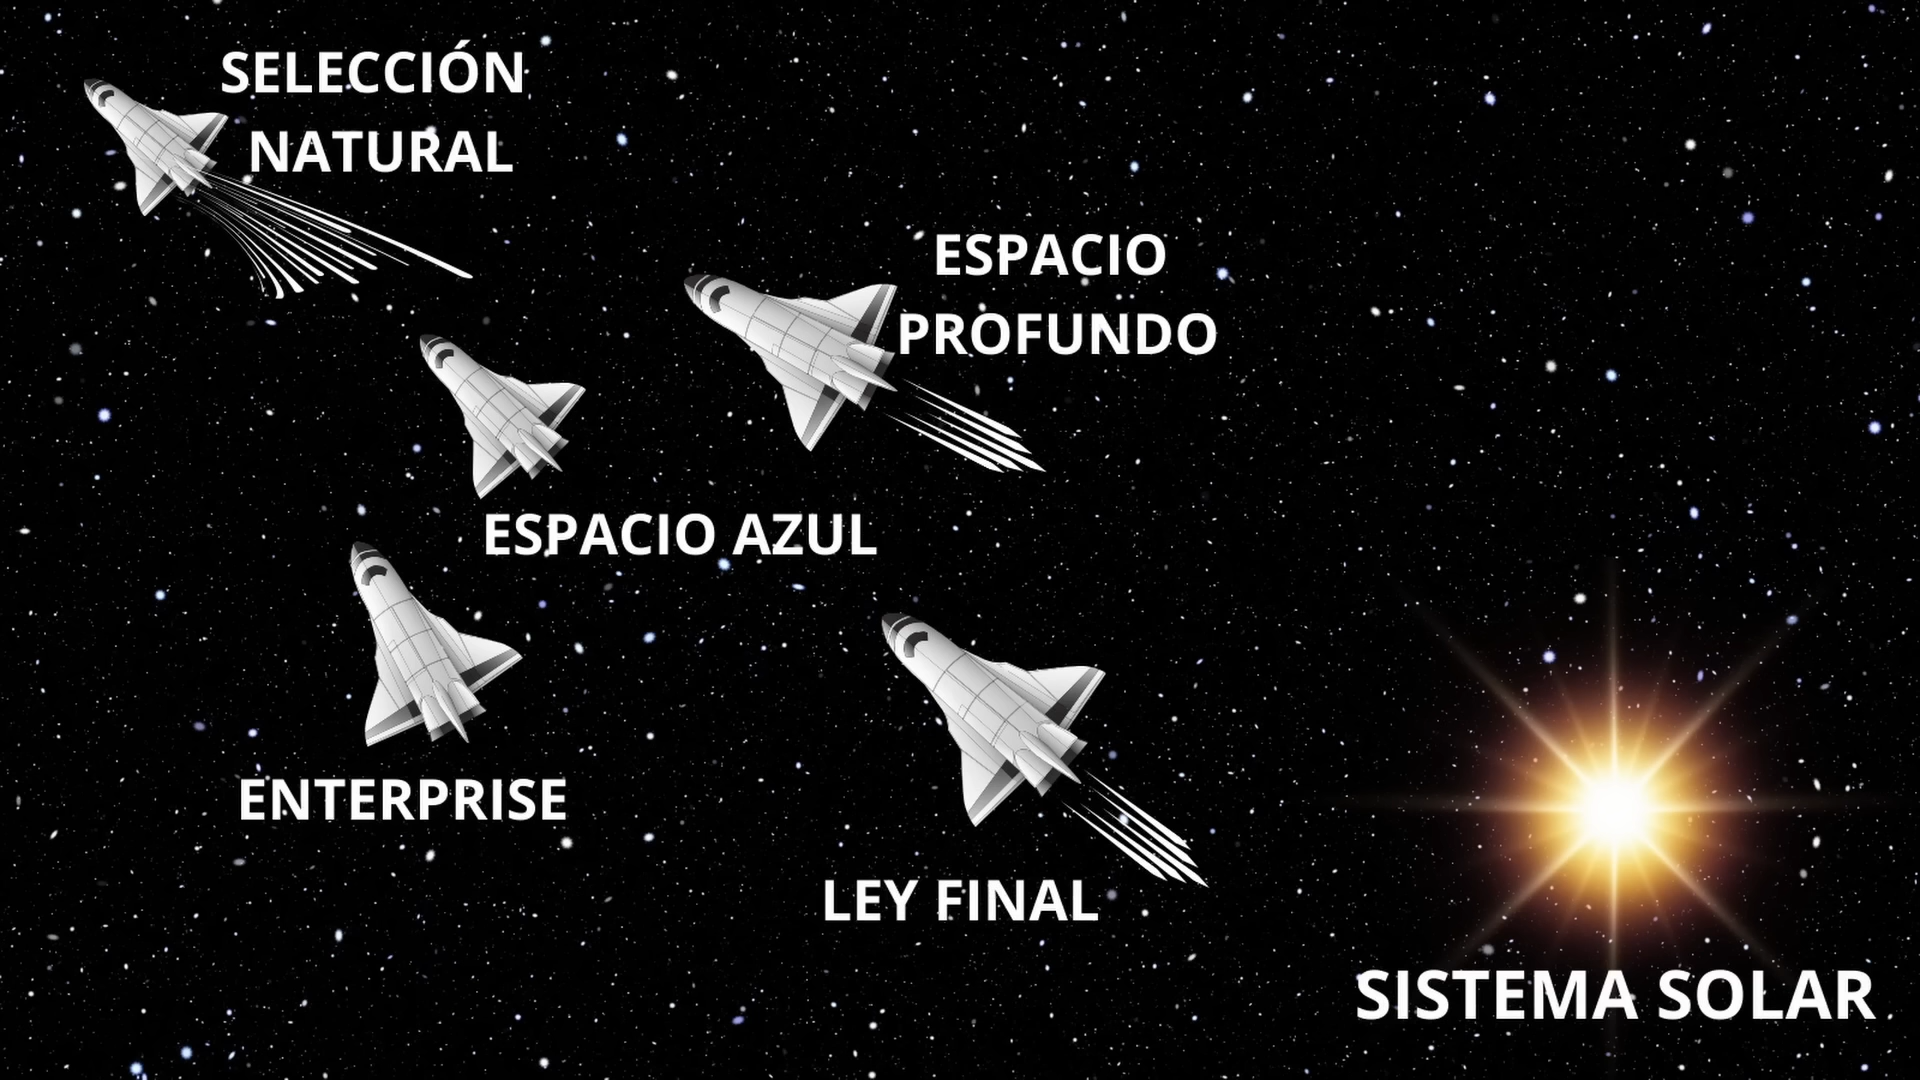 SELECCIÓN
NATURAL
ESPACIO
PROFUNDO
ESPACIO AZUL
ENTERPRISE
LEY FINAL
SISTEMA SOLAR